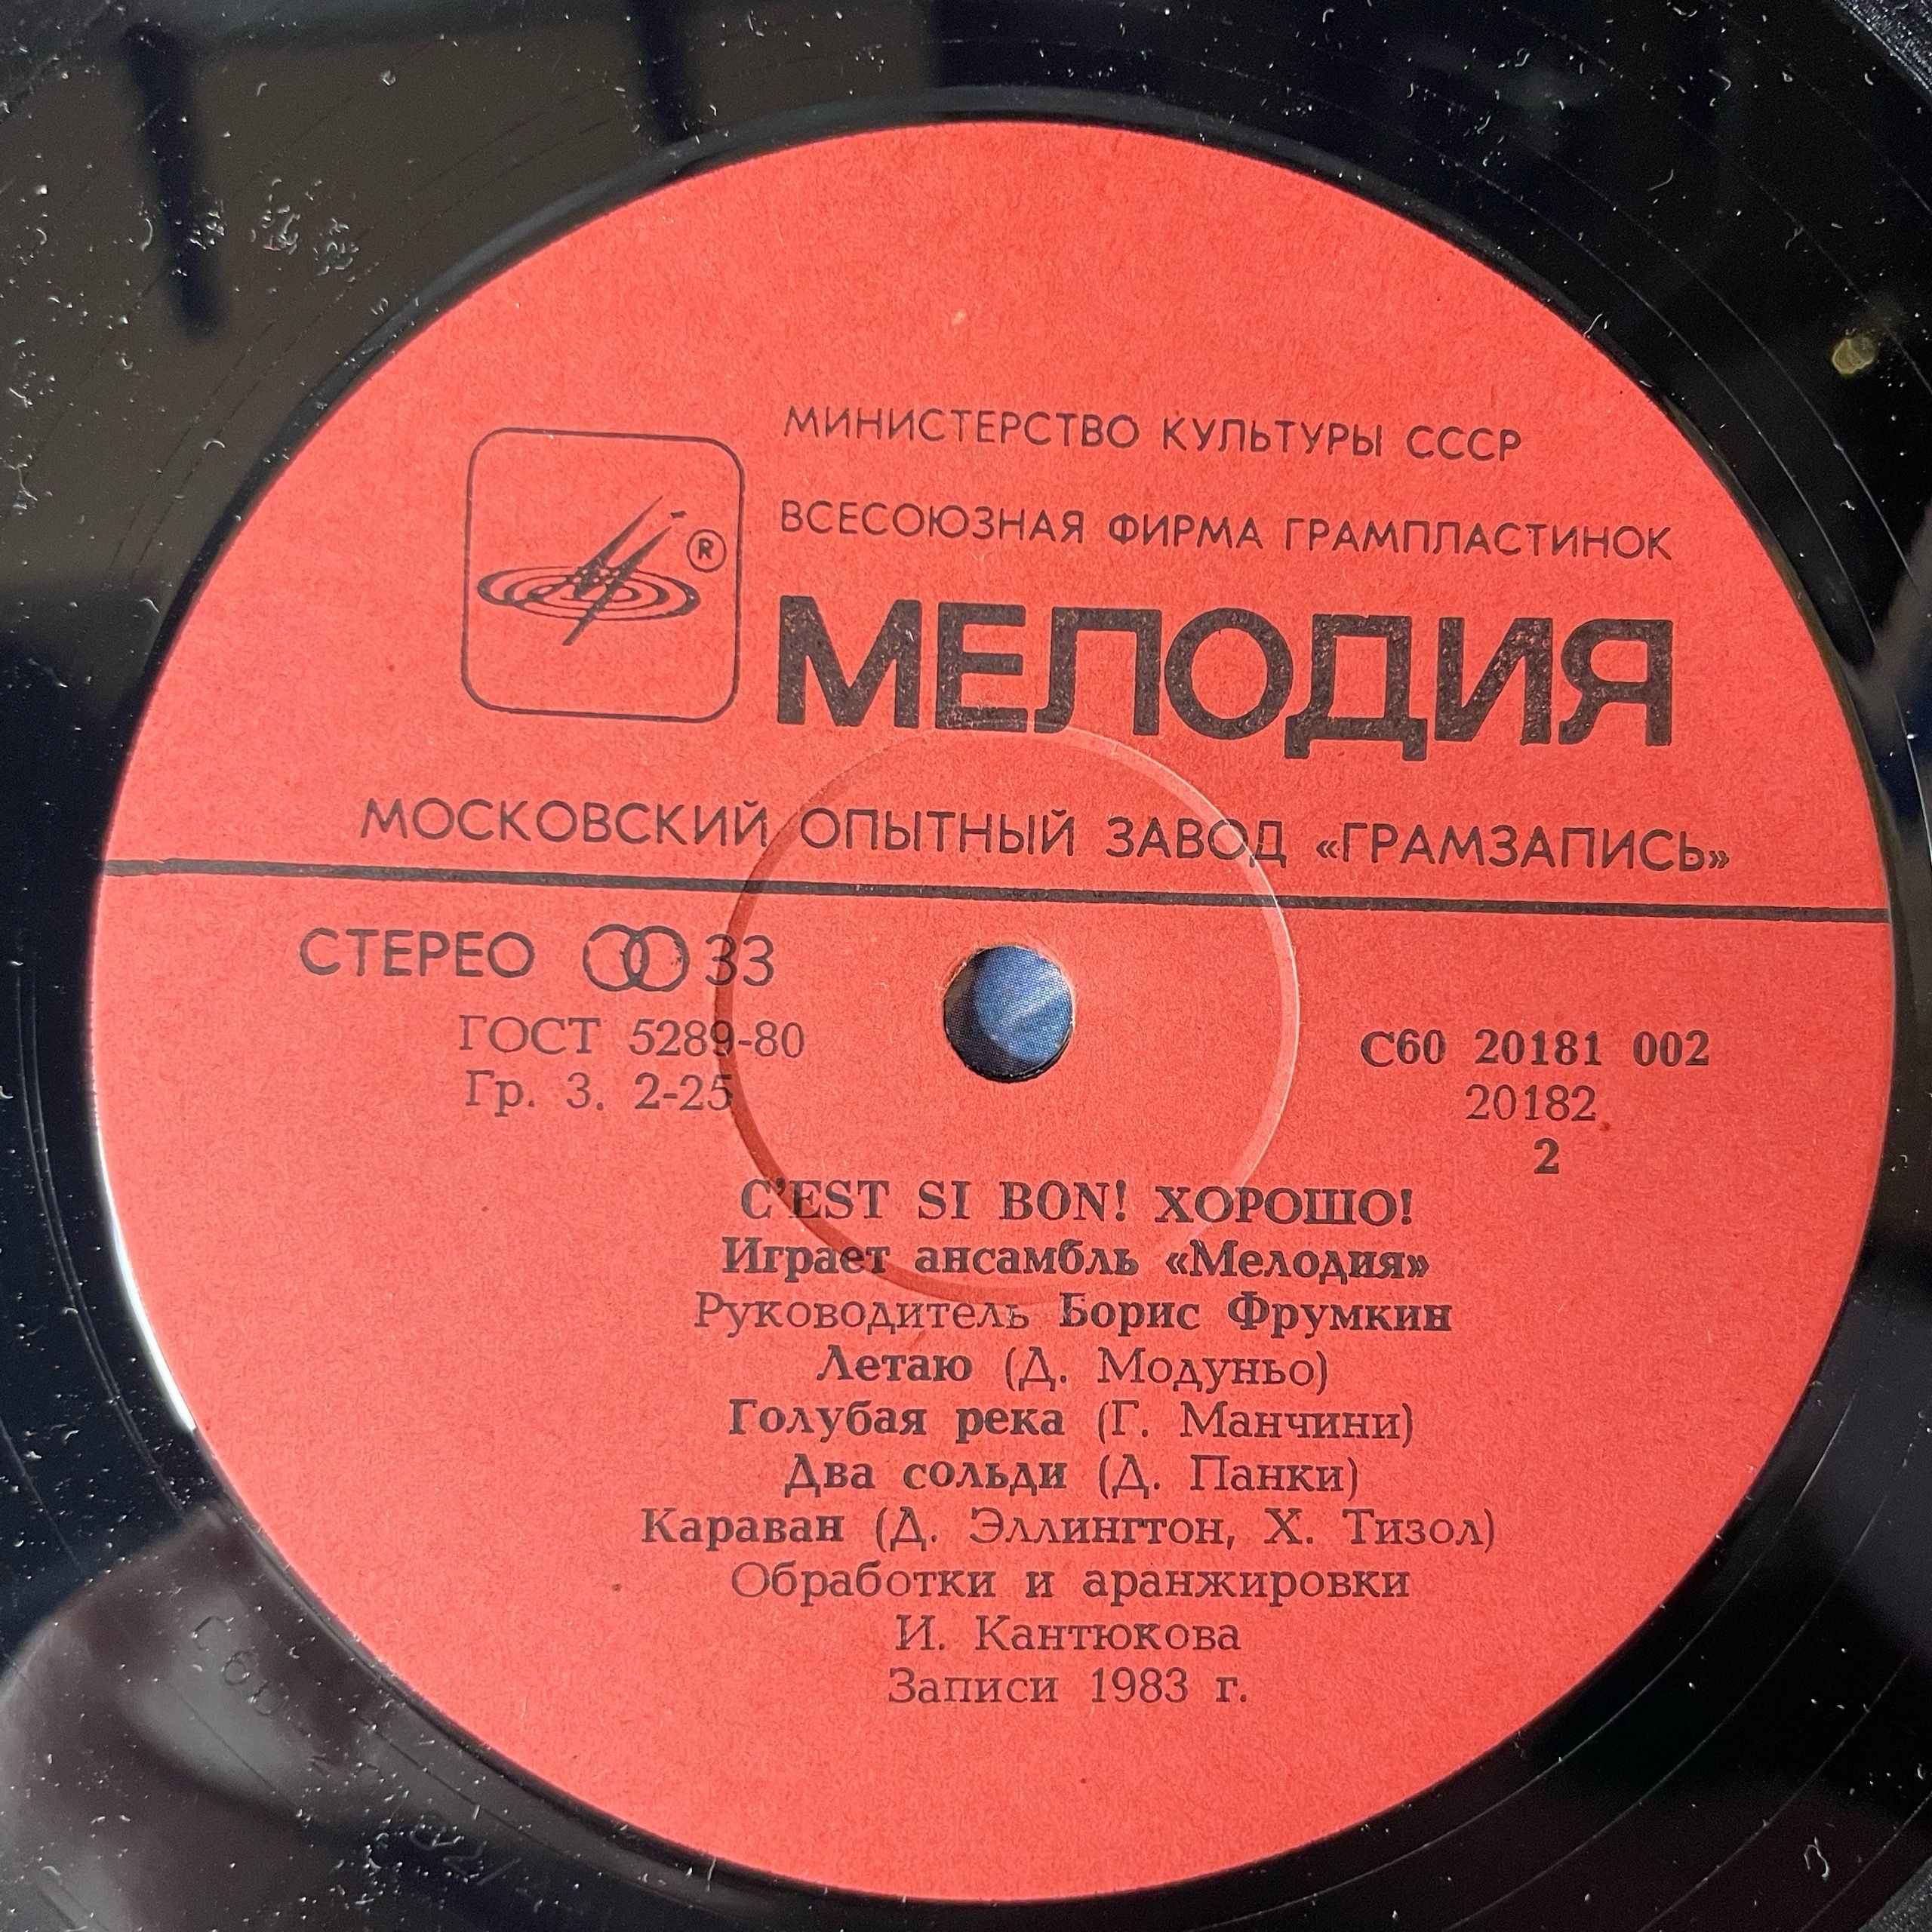 МИНИСТЕРСТВО КУЛЬТУРЫ СССР
ВСЕСОЮЗНАЯ ФИРМА ГРАМПЛАСТИНОК
®
МЕЛОДИЯ
МОСКОВСКИЙ ОПЫТНЫЙ ЗАВОД «ГРАМЗАПИСЬ»
СТЕРЕО 33
ГОСТ 5289-80
Гр. 3. 2-25
С60 20181 002
20182
2
C'EST SI BON! ХОРОШО!
Играет ансамбль «Мелодия»
Руководитель Борис Фрумкин
Летаю (Д. Модуньо)
Голубая река (Г. Манчини)
Два сольди (Д. Панки)
Караван (Д. Эллингтон, Х. Тизол)
Обработки и аранжировки
И. Кантюкова
Записи 1983 г.